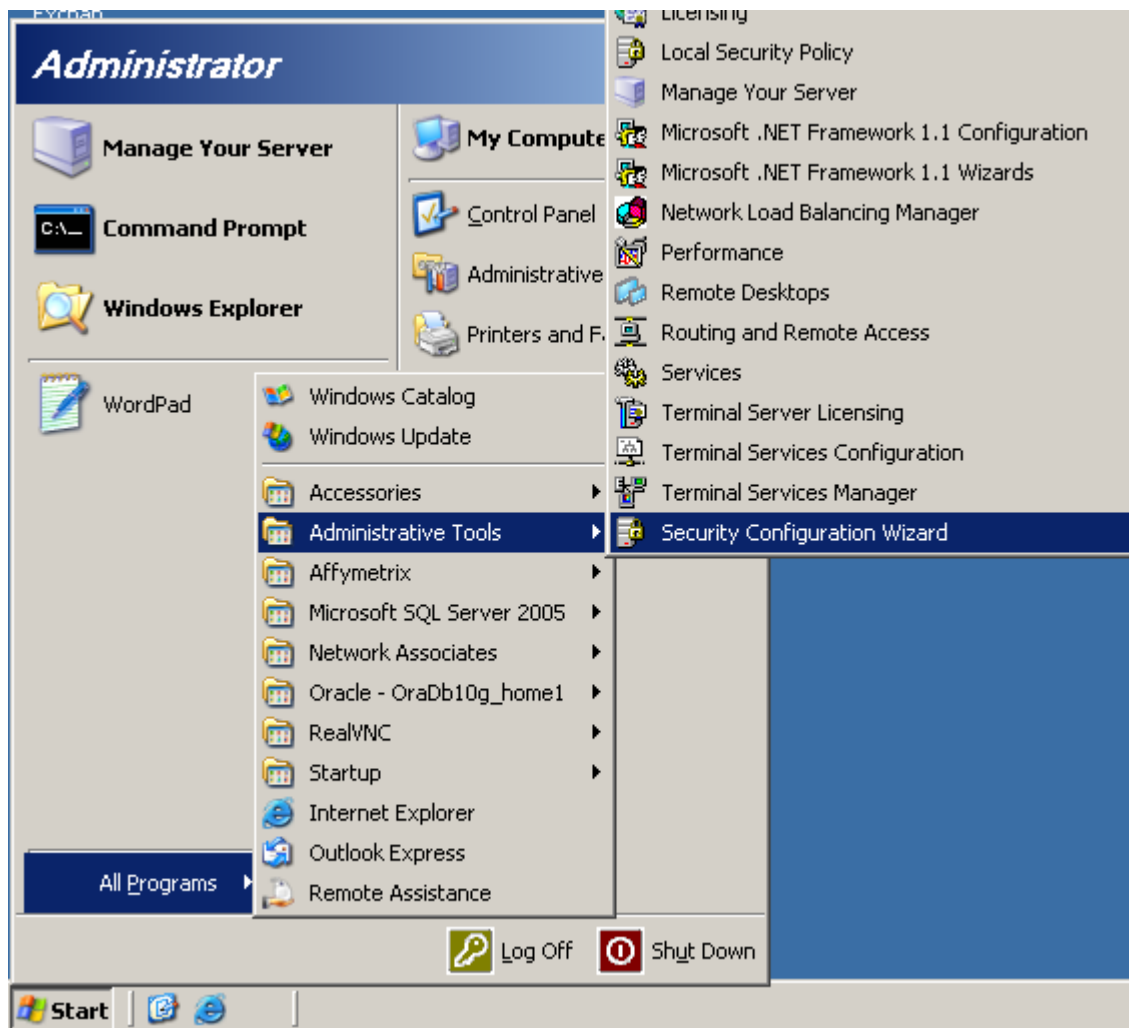 Administrator
Manage Your Server
Command Prompt
Windows Explorer
WordPad
My Compute
Control Panel
Administrative
Printers and F
Windows Catalog
Windows Update
Accessories
Administrative Tools
Affymetrix
Microsoft SQL Server 2005
Network Associates
Oracle - OraDb10g_home1
RealVNC
Startup
Internet Explorer
Outlook Express
Remote Assistance
Licensing
Local Security Policy
Manage Your Server
Microsoft .NET Framework 1.1 Configuration
Microsoft .NET Framework 1.1 Wizards
Network Load Balancing Manager
Performance
Remote Desktops
Routing and Remote Access
Services
Terminal Server Licensing
Terminal Services Configuration
Terminal Services Manager
Security Configuration Wizard
All Programs
Log Off
Shut Down
Start